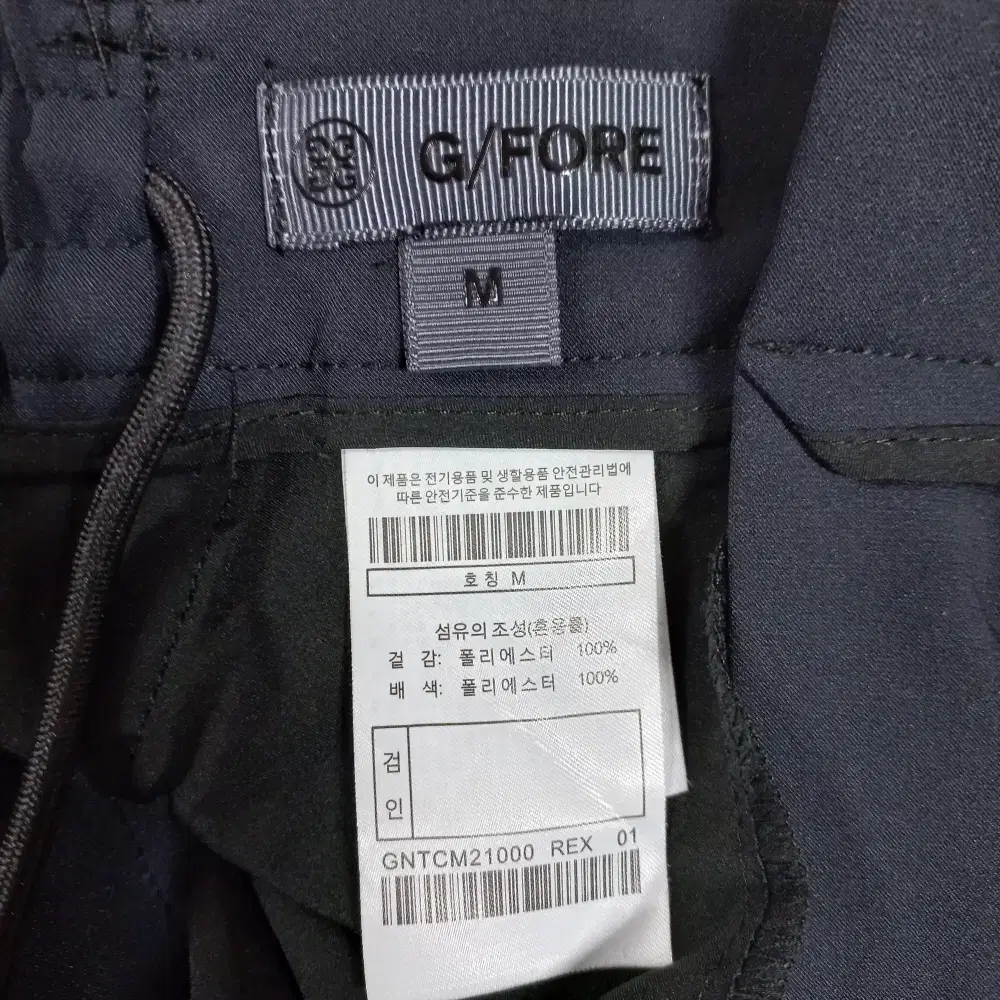 G/FORE
M
이 제품은 전기용품 및 생활용품 안전관리법에
따른 안전기준을 준수한 제품입니다
호칭 M
섬유의 조성(혼용률)
겉 감: 폴리에스터 100%
배 색: 폴리에스터 100%
검
인
GNTCM21000 REX 01